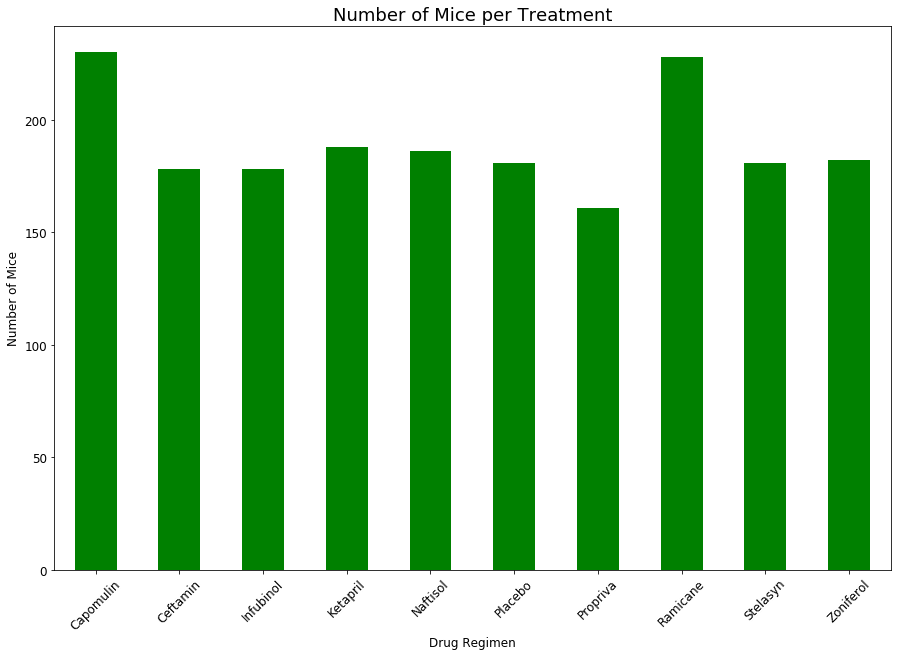 Number of Mice per Treatment
Number of Mice
200
150
100
50
0
Capomulin
Ceftamin
Infubinol
Ketapril
Naftisol
Placebo
Propriva
Ramicane
Stelasyn
Zoniferol
Drug Regimen